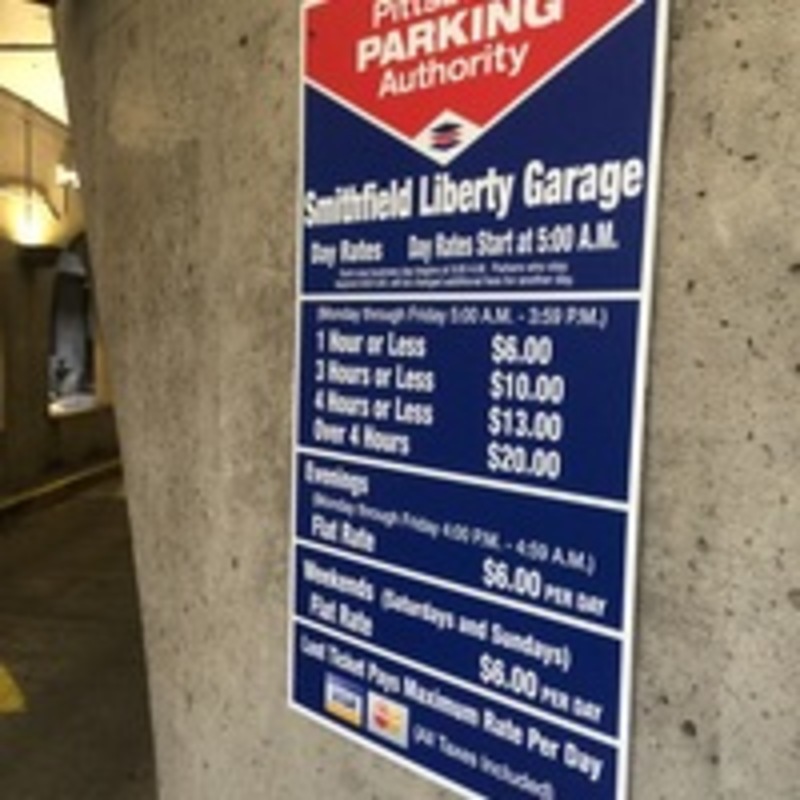 PARKING
Authority
Smithfield Liberty Garage
Day Rates Day Rates Start at 5:00 A.M.
(Monday through Friday 5:00 A.M. - 3:59 P.M.)
1 Hour or Less $6.00
3 Hours or Less $10.00
4 Hours or Less $13.00
Over 4 Hours $20.00
Evenings
(Monday through Friday 4:00 P.M. - 4:59 A.M.)
Flat Rate $6.00 PER DAY
Weekends (Saturdays and Sundays)
Flat Rate $6.00 PER DAY
Lost Ticket Pays Maximum Rate Per Day
(All Taxes Included)